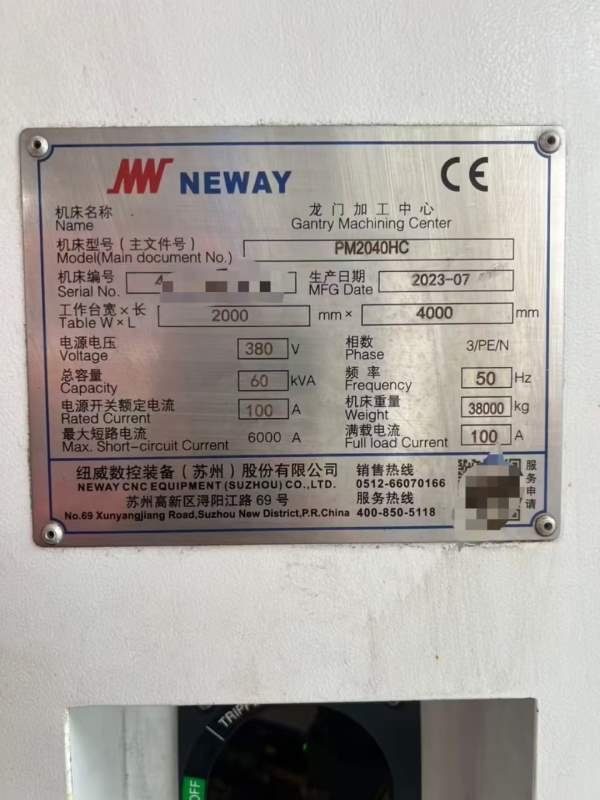 NEWAY
CE
机床名称 龙门加工中心
Name Gantry Machining Center
机床型号(主文件号) PM2040HC
Model(Main document No.)
机床编号 生产日期 2023-07
Serial No. MFG Date
工作台宽×长 2000 mm× 4000 mm
Table W×L
电源电压 380 V 相数 3/PE/N
Voltage Phase
总容量 60 kVA 频率 50 Hz
Capacity Frequency
电源开关额定电流 100 A 机床重量 38000 kg
Rated Current Weight
最大短路电流 6000 A 满载电流 100 A
Max. Short-circuit Current Full load Current
纽威数控装备(苏州)股份有限公司 销售热线
NEWAY CNC EQUIPMENT (SUZHOU) CO.,LTD. 0512-66070166
苏州高新区浔阳江路 69 号 服务热线
No.69 Xunyangjiang Road,Suzhou New District,P.R.China 400-850-5118
服务申请
OFF